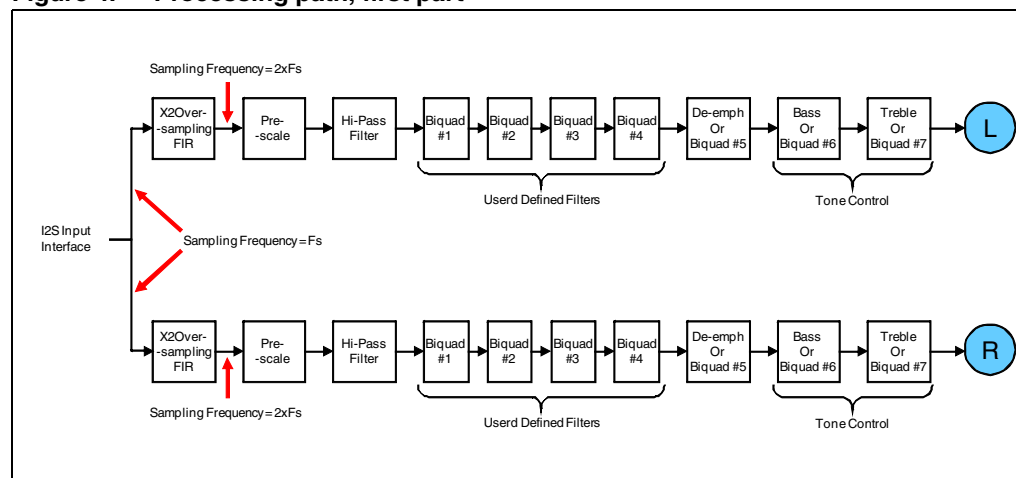 Sampling Frequency = 2xFs
X2Over-
-sampling
FIR
Pre-
-scale
Hi-Pass
Filter
Biquad
#1
Biquad
#2
Biquad
#3
Biquad
#4
De-emph
Or
Biquad #5
Bass
Or
Biquad #6
Treble
Or
Biquad #7
L
Userd Defined Filters
Tone Control
I2S Input
Interface
Sampling Frequency = Fs
X2Over-
-sampling
FIR
Pre-
-scale
Hi-Pass
Filter
Biquad
#1
Biquad
#2
Biquad
#3
Biquad
#4
De-emph
Or
Biquad #5
Bass
Or
Biquad #6
Treble
Or
Biquad #7
R
Sampling Frequency = 2xFs
Userd Defined Filters
Tone Control